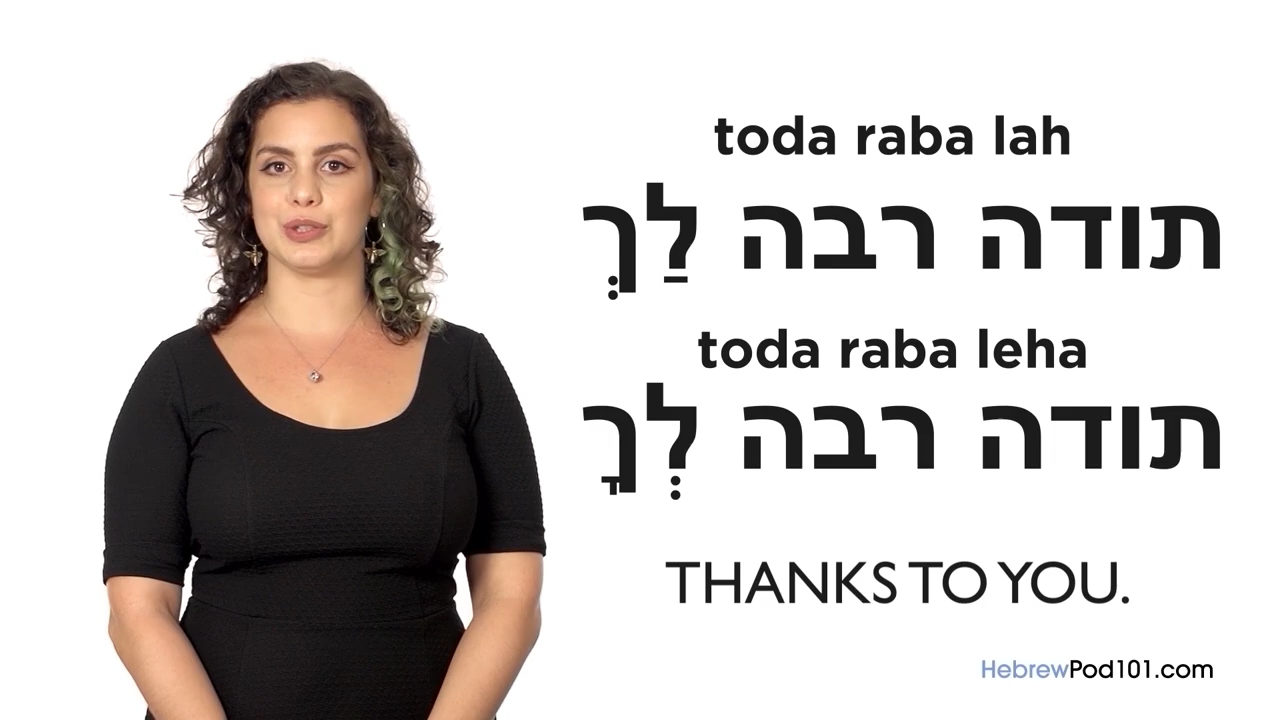 toda raba lah
תודה רבה לַךְ
toda raba leha
תודה רבה לְךָ
THANKS TO YOU.
HebrewPod101.com